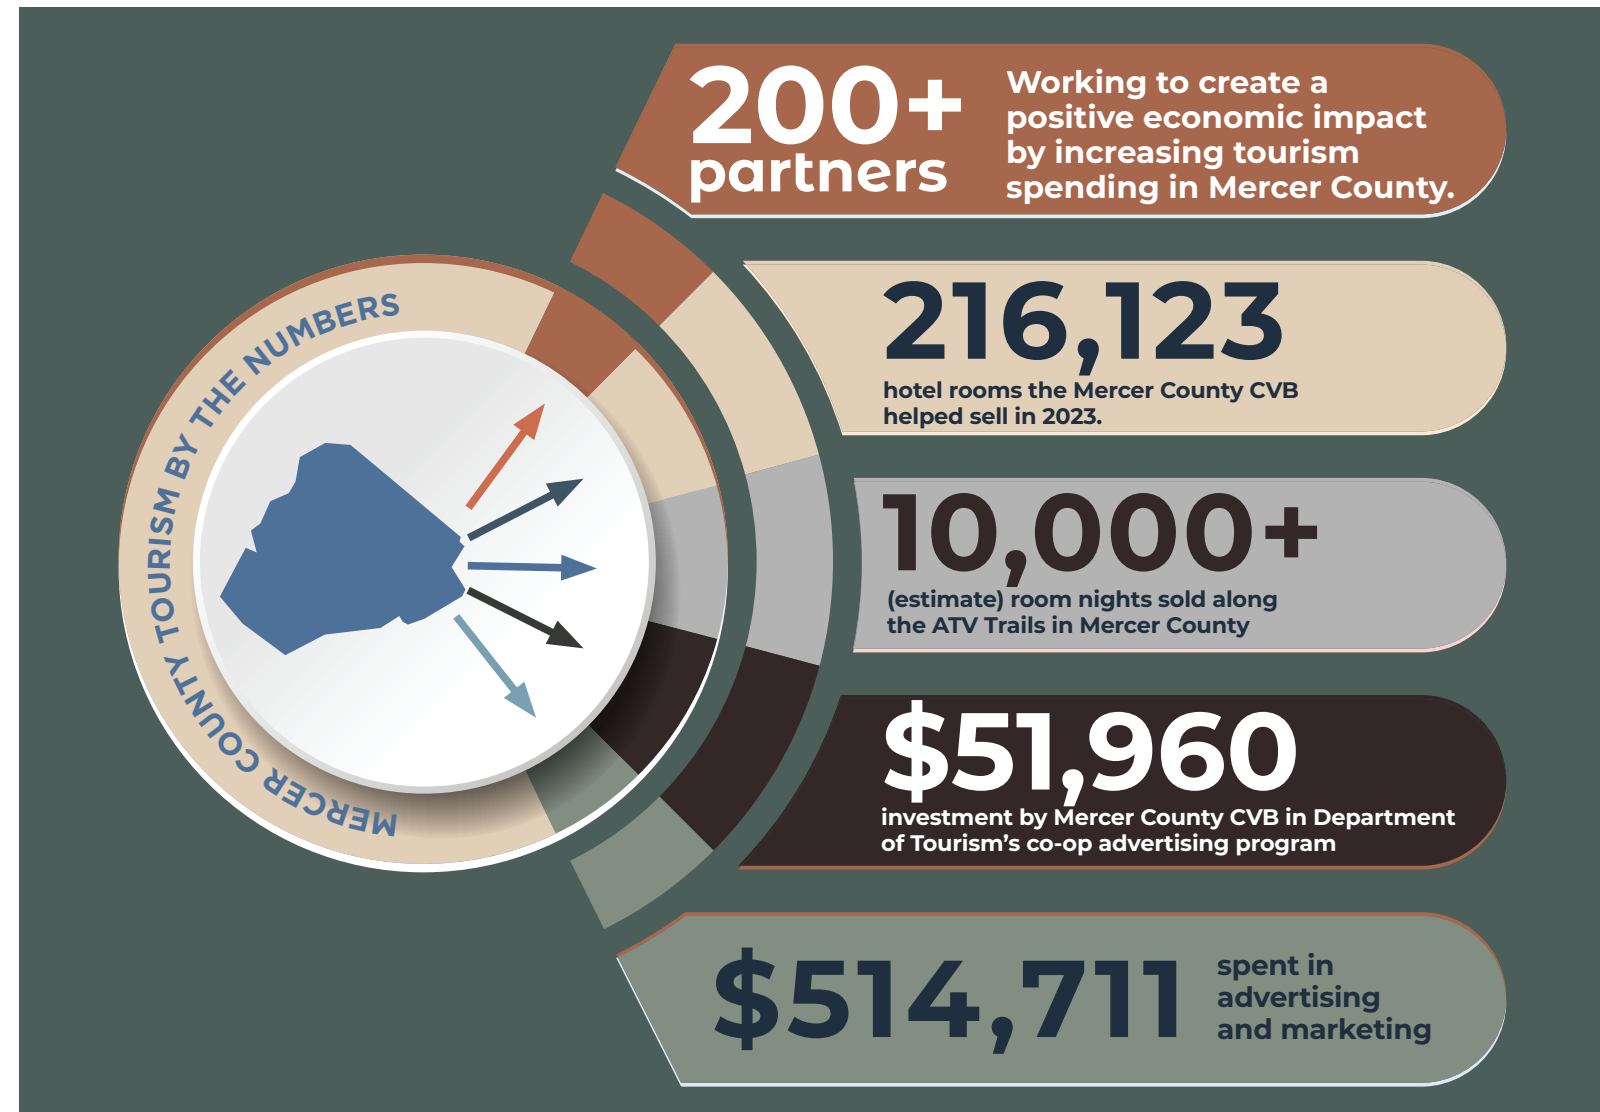 MERCER COUNTY TOURISM BY THE NUMBERS
200+
partners
Working to create a
positive economic impact
by increasing tourism
spending in Mercer County.
216,123
hotel rooms the Mercer County CVB
helped sell in 2023.
10,000+
(estimate) room nights sold along
the ATV Trails in Mercer County
$51,960
investment by Mercer County CVB in Department
of Tourism’s co-op advertising program
$514,711
spent in
advertising
and marketing